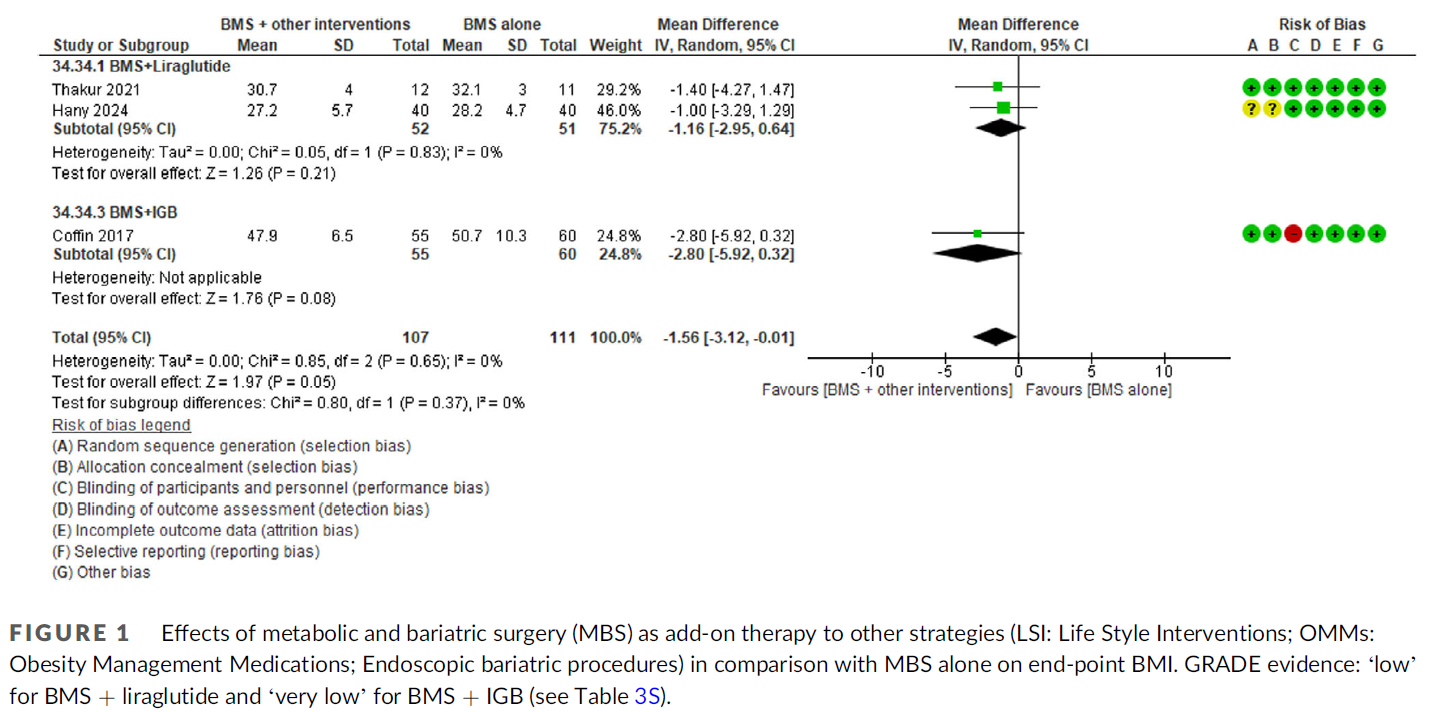 BMS + other interventions BMS alone Mean Difference Mean Difference Risk of Bias
Study or Subgroup Mean SD Total Mean SD Total Weight IV, Random, 95% CI IV, Random, 95% CI A B C D E F G
34.34.1 BMS+Liraglutide
Thakur 2021 30.7 4 12 32.1 3 11 29.2% -1.40 [-4.27, 1.47] + + + + + + +
Hany 2024 27.2 5.7 40 28.2 4.7 40 46.0% -1.00 [-3.29, 1.29] ? ? + + + + +
Subtotal (95% CI) 52 51 75.2% -1.16 [-2.95, 0.64]
Heterogeneity: Tau² = 0.00; Chi² = 0.05, df = 1 (P = 0.83); I² = 0%
Test for overall effect: Z = 1.26 (P = 0.21)
34.34.3 BMS+IGB
Coffin 2017 47.9 6.5 55 50.7 10.3 60 24.8% -2.80 [-5.92, 0.32] + + - + + + +
Subtotal (95% CI) 55 60 24.8% -2.80 [-5.92, 0.32]
Heterogeneity: Not applicable
Test for overall effect: Z = 1.76 (P = 0.08)
Total (95% CI) 107 111 100.0% -1.56 [-3.12, -0.01]
Heterogeneity: Tau² = 0.00; Chi² = 0.85, df = 2 (P = 0.65); I² = 0%
-10 -5 0 5 10
Test for overall effect: Z = 1.97 (P = 0.05)
Favours [BMS + other interventions] Favours [BMS alone]
Test for subgroup differences: Chi² = 0.80, df = 1 (P = 0.37), I² = 0%
Risk of bias legend
(A) Random sequence generation (selection bias)
(B) Allocation concealment (selection bias)
(C) Blinding of participants and personnel (performance bias)
(D) Blinding of outcome assessment (detection bias)
(E) Incomplete outcome data (attrition bias)
(F) Selective reporting (reporting bias)
(G) Other bias
FIGURE 1 Effects of metabolic and bariatric surgery (MBS) as add-on therapy to other strategies (LSI: Life Style Interventions; OMMs:
Obesity Management Medications; Endoscopic bariatric procedures) in comparison with MBS alone on end-point BMI. GRADE evidence: ‘low’
for BMS + liraglutide and ‘very low’ for BMS + IGB (see Table 3S).